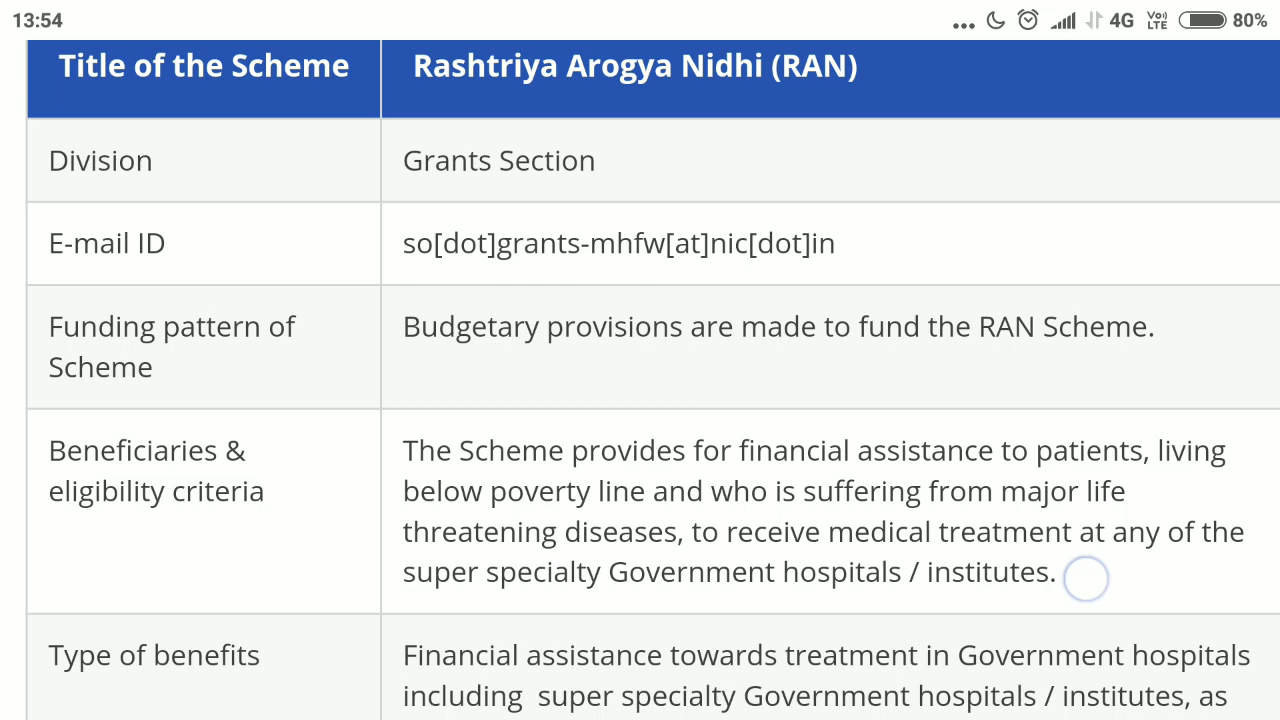 13:54 ... 4G Vo) LTE 80%
Title of the Scheme Rashtriya Arogya Nidhi (RAN)
Division Grants Section
E-mail ID so[dot]grants-mhfw[at]nic[dot]in
Funding pattern of Budgetary provisions are made to fund the RAN Scheme.
Scheme
Beneficiaries & The Scheme provides for financial assistance to patients, living
eligibility criteria below poverty line and who is suffering from major life
threatening diseases, to receive medical treatment at any of the
super specialty Government hospitals / institutes.
Type of benefits Financial assistance towards treatment in Government hospitals
including  super specialty Government hospitals / institutes, as